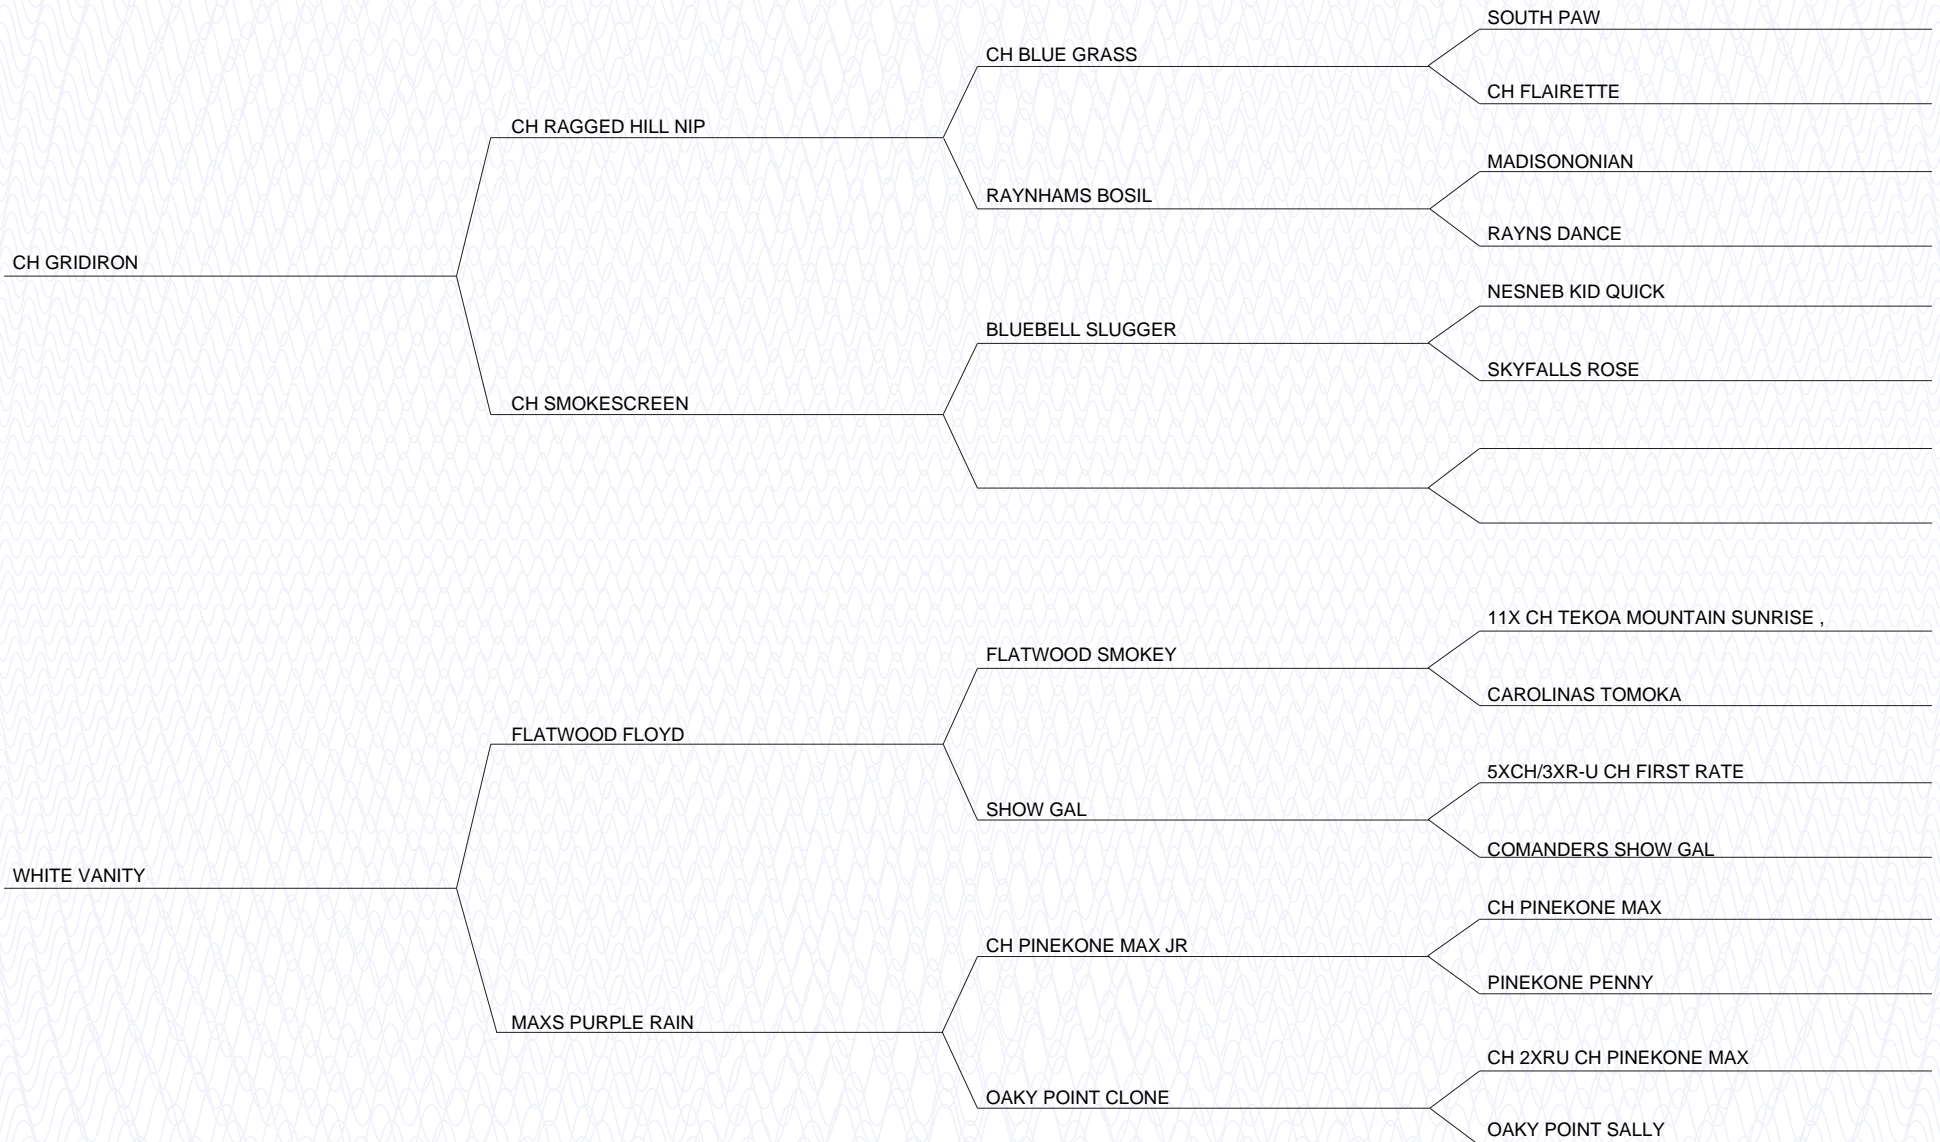 SOUTH PAW
CH BLUE GRASS
CH FLAIRETTE
CH RAGGED HILL NIP
MADISONONIAN
RAYNHAMS BOSIL
RAYNS DANCE
CH GRIDIRON
NESNEB KID QUICK
BLUEBELL SLUGGER
SKYFALLS ROSE
CH SMOKESCREEN
11X CH TEKOA MOUNTAIN SUNRISE ,
FLATWOOD SMOKEY
CAROLINAS TOMOKA
FLATWOOD FLOYD
5XCH/3XR-U CH FIRST RATE
SHOW GAL
COMANDERS SHOW GAL
WHITE VANITY
CH PINEKONE MAX
CH PINEKONE MAX JR
PINEKONE PENNY
MAXS PURPLE RAIN
CH 2XRU CH PINEKONE MAX
OAKY POINT CLONE
OAKY POINT SALLY